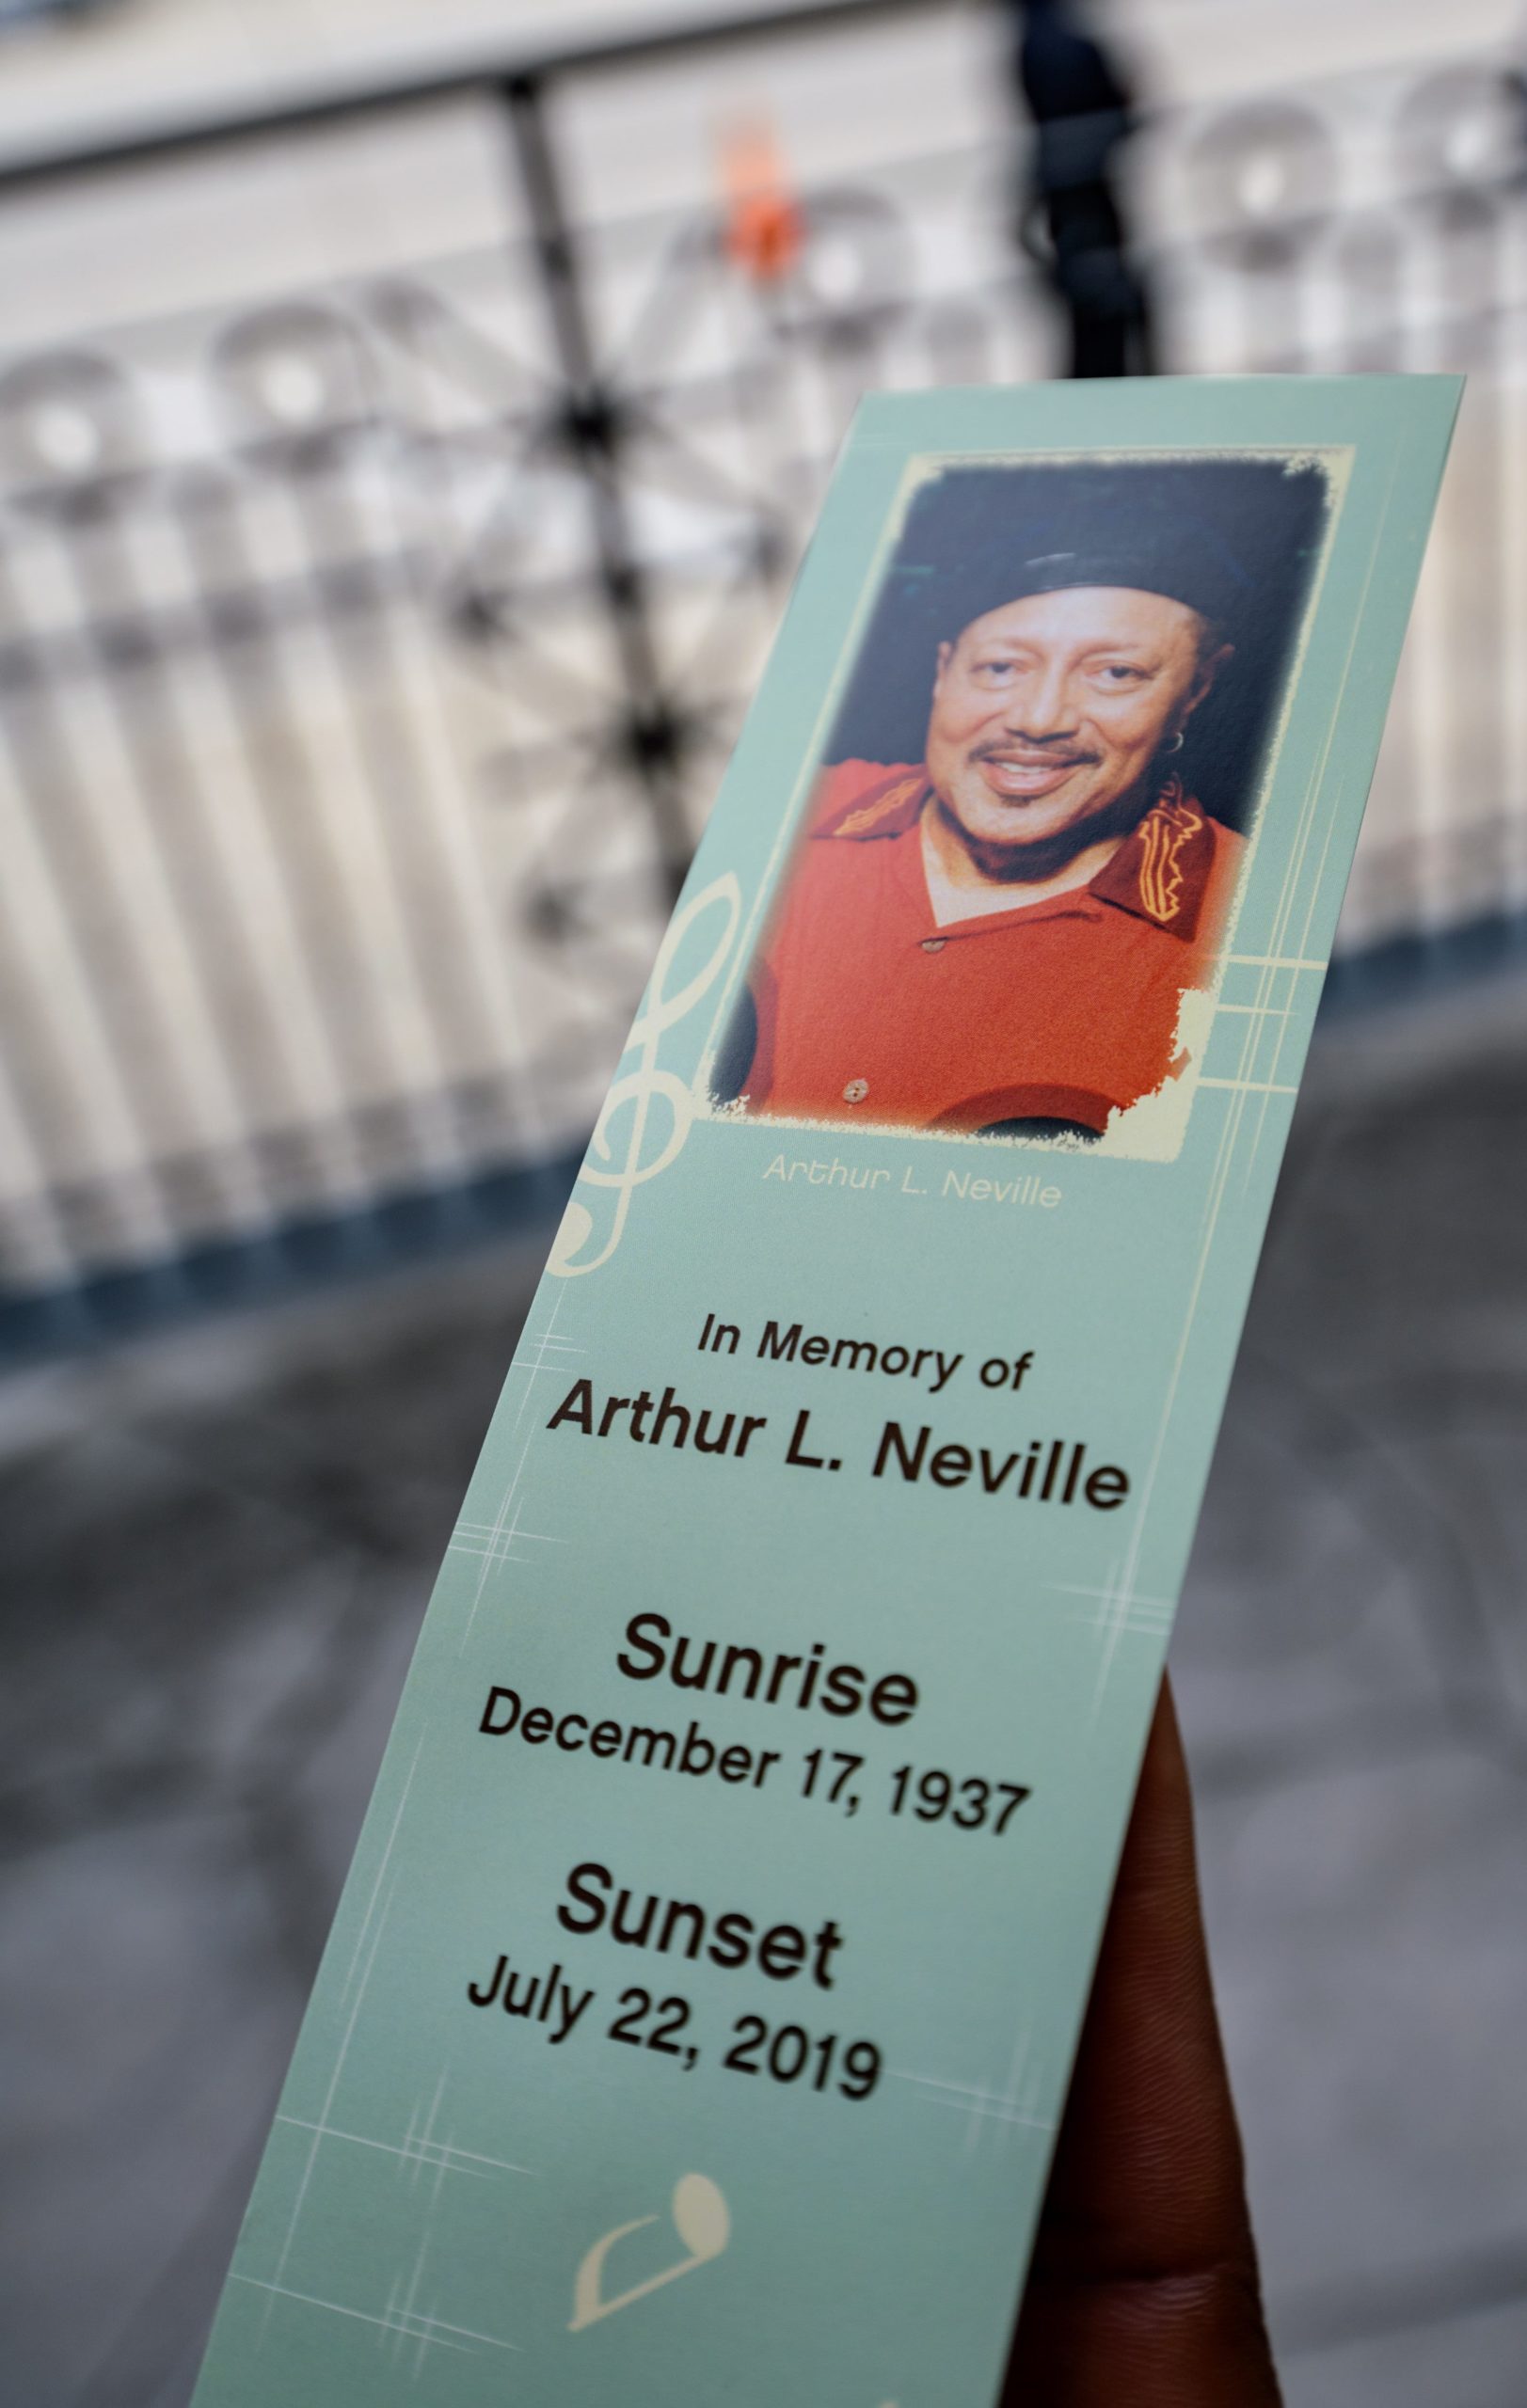 Arthur L. Neville
In Memory of
Arthur L. Neville
Sunrise
December 17, 1937
Sunset
July 22, 2019